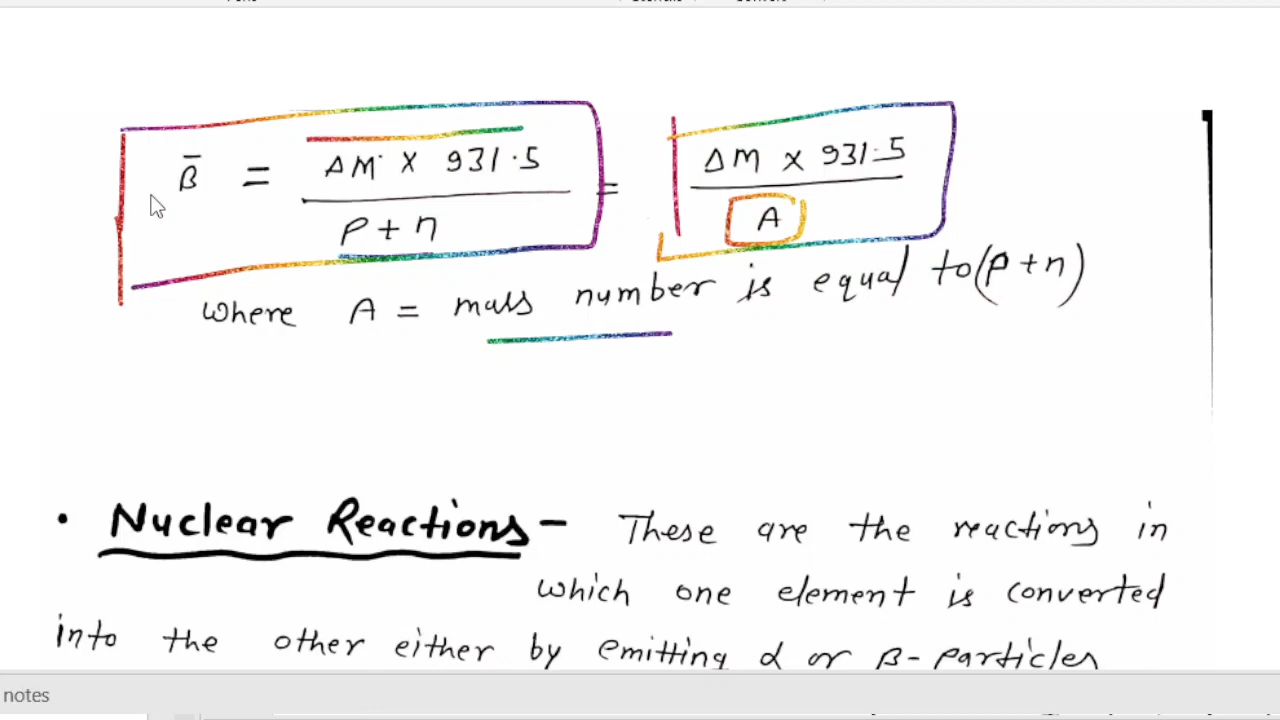 B̄ = ΔM × 931.5 / P + n = ΔM × 931.5 / A
where A = mass number is equal to (P + n)
• Nuclear Reactions – These are the reactions in
which one element is converted
into the other either by emitting α or β-particles
notes